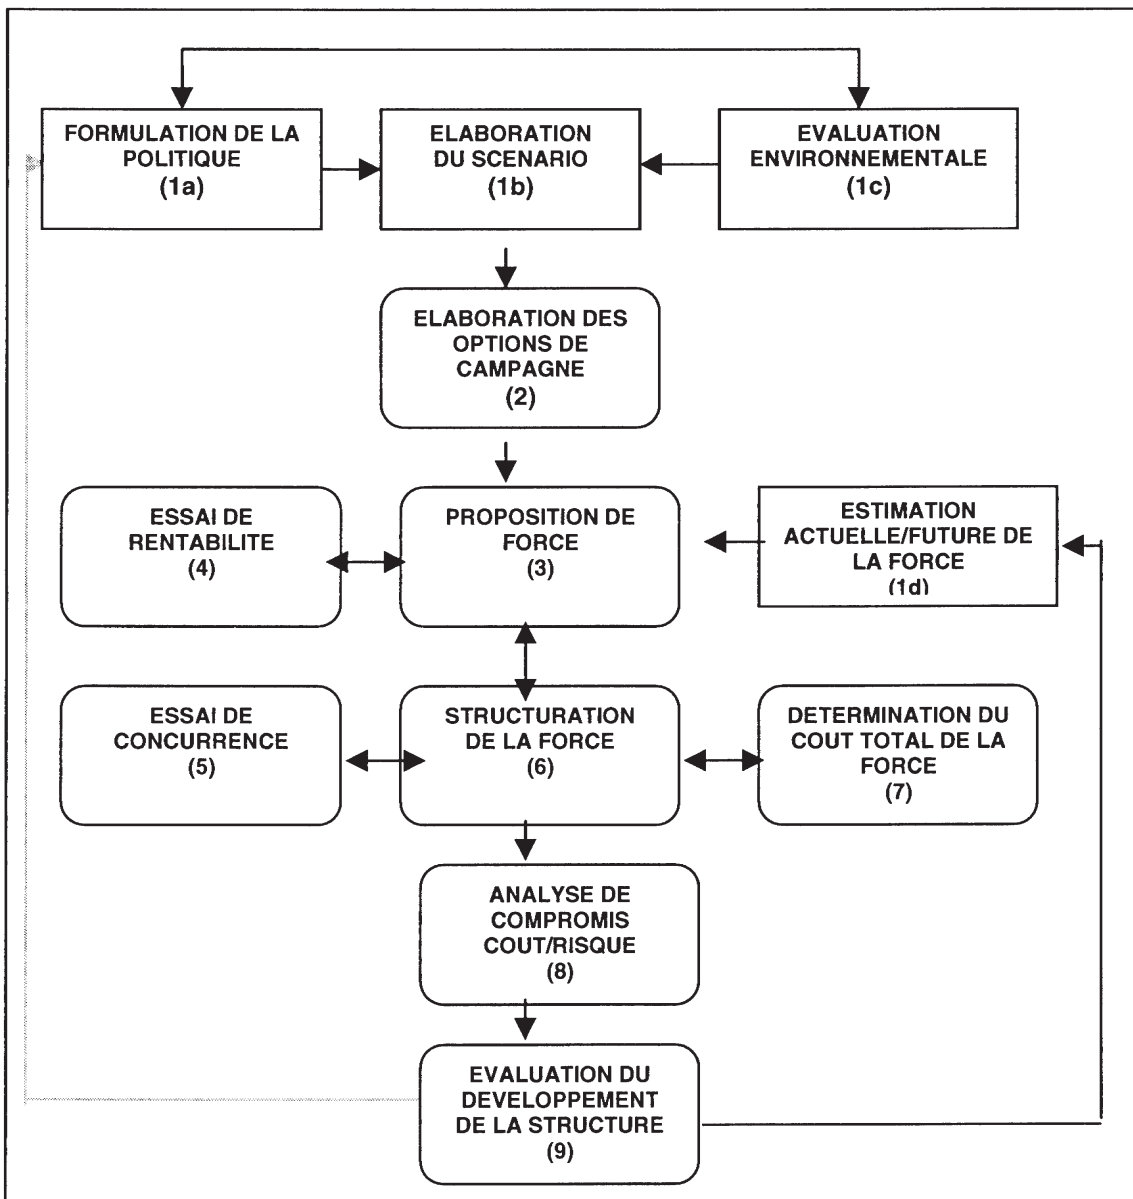 FORMULATION DE LA
POLITIQUE
(1a)
ELABORATION
DU SCENARIO
(1b)
EVALUATION
ENVIRONNEMENTALE
(1c)
ELABORATION DES
OPTIONS DE
CAMPAGNE
(2)
ESSAI DE
RENTABILITE
(4)
PROPOSITION DE
FORCE
(3)
ESTIMATION
ACTUELLE/FUTURE DE
LA FORCE
(1d)
ESSAI DE
CONCURRENCE
(5)
STRUCTURATION
DE LA FORCE
(6)
DETERMINATION DU
COUT TOTAL DE LA
FORCE
(7)
ANALYSE DE
COMPROMIS
COUT/RISQUE
(8)
EVALUATION DU
DEVELOPPEMENT
DE LA STRUCTURE
(9)